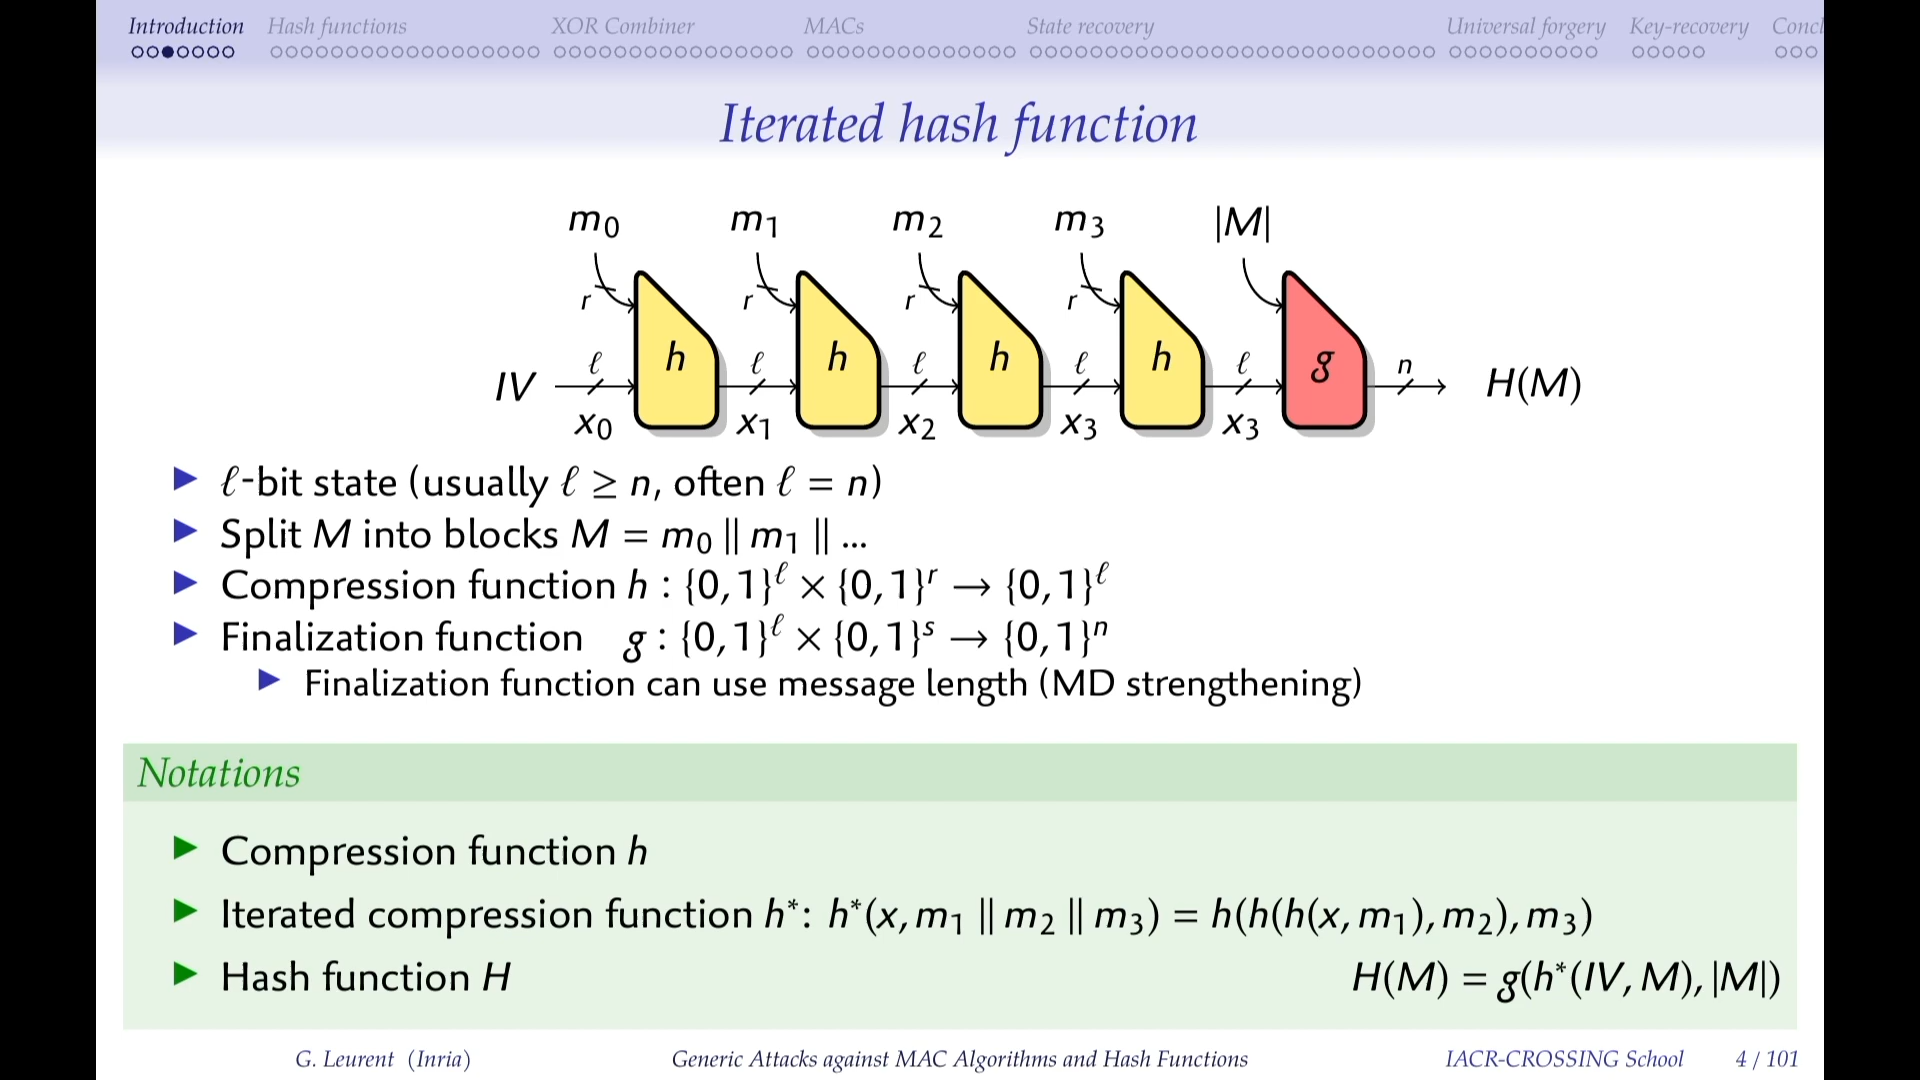 Introduction Hash functions XOR Combiner MACs State recovery Universal forgery Key-recovery Concl
Iterated hash function
m0 m1 m2 m3 |M|
r r r r
h h h h g
IV ℓ ℓ ℓ ℓ ℓ n H(M)
x0 x1 x2 x3 x3
ℓ-bit state (usually ℓ ≥ n, often ℓ = n)
Split M into blocks M = m0 || m1 || ...
Compression function h : {0, 1}^ℓ × {0, 1}^r → {0, 1}^ℓ
Finalization function g : {0, 1}^ℓ × {0, 1}^s → {0, 1}^n
Finalization function can use message length (MD strengthening)
Notations
Compression function h
Iterated compression function h*: h*(x, m1 || m2 || m3) = h(h(h(x, m1), m2), m3)
Hash function H H(M) = g(h*(IV, M), |M|)
G. Leurent (Inria) Generic Attacks against MAC Algorithms and Hash Functions IACR-CROSSING School 4 / 101